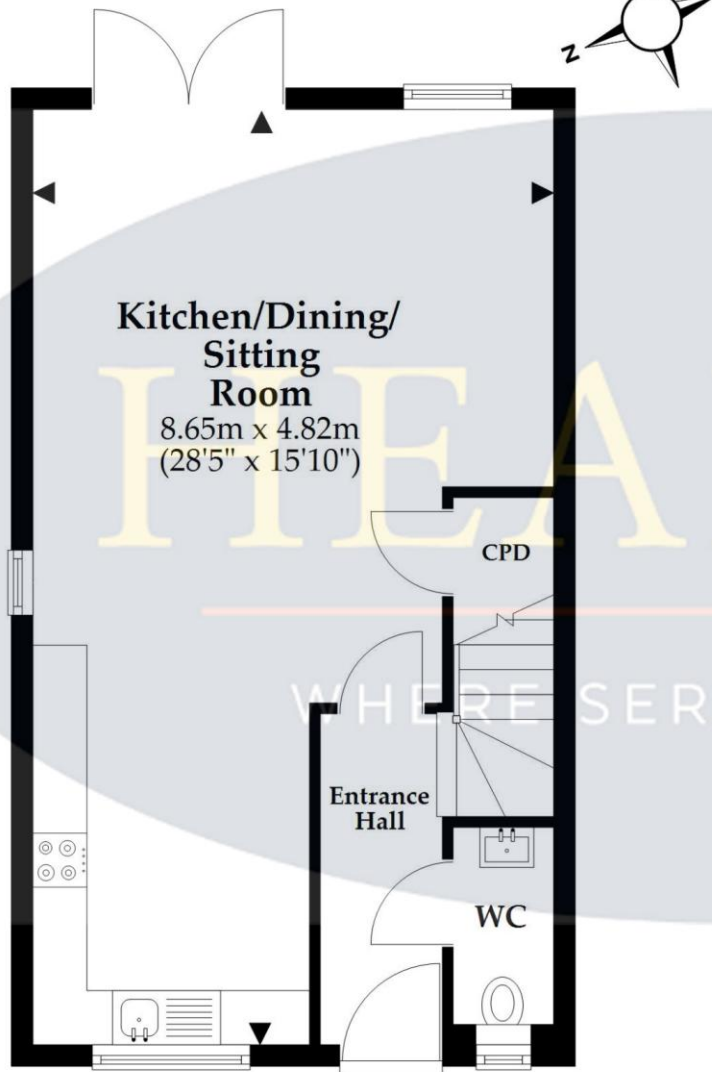 N
Kitchen/Dining/
Sitting
Room
8.65m x 4.82m
(28'5" x 15'10")
HEA
CPD
WHERE SER
Entrance
Hall
WC